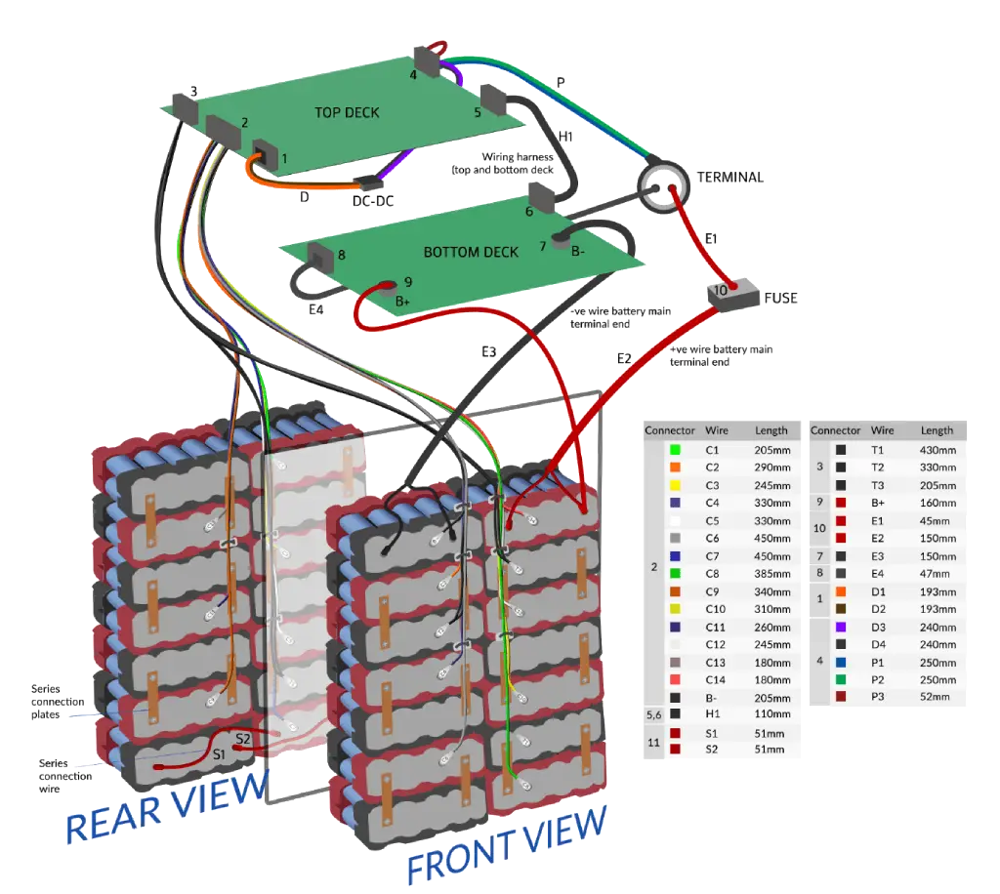 4
3
P
2
TOP DECK
5
1
H1
Wiring harness
(top and bottom deck
D
DC-DC
TERMINAL
6
E1
7
B-
8
BOTTOM DECK
9
10
FUSE
B+
E4
-ve wire battery main
terminal end
E3
E2
+ve wire battery main
terminal end
Connector Wire Length
C1 205mm
C2 290mm
C3 245mm
C4 330mm
C5 330mm
C6 450mm
C7 450mm
2 C8 385mm
C9 340mm
C10 310mm
C11 260mm
C12 245mm
C13 180mm
C14 180mm
B- 205mm
5,6 H1 110mm
11 S1 51mm
S2 51mm
Connector Wire Length
T1 430mm
3 T2 330mm
T3 205mm
9 B+ 160mm
10 E1 45mm
E2 150mm
7 E3 150mm
8 E4 47mm
1 D1 193mm
D2 193mm
D3 240mm
D4 240mm
4 P1 250mm
P2 250mm
P3 52mm
Series
connection
plates
S2
S1
Series
connection
wire
REAR VIEW
FRONT VIEW